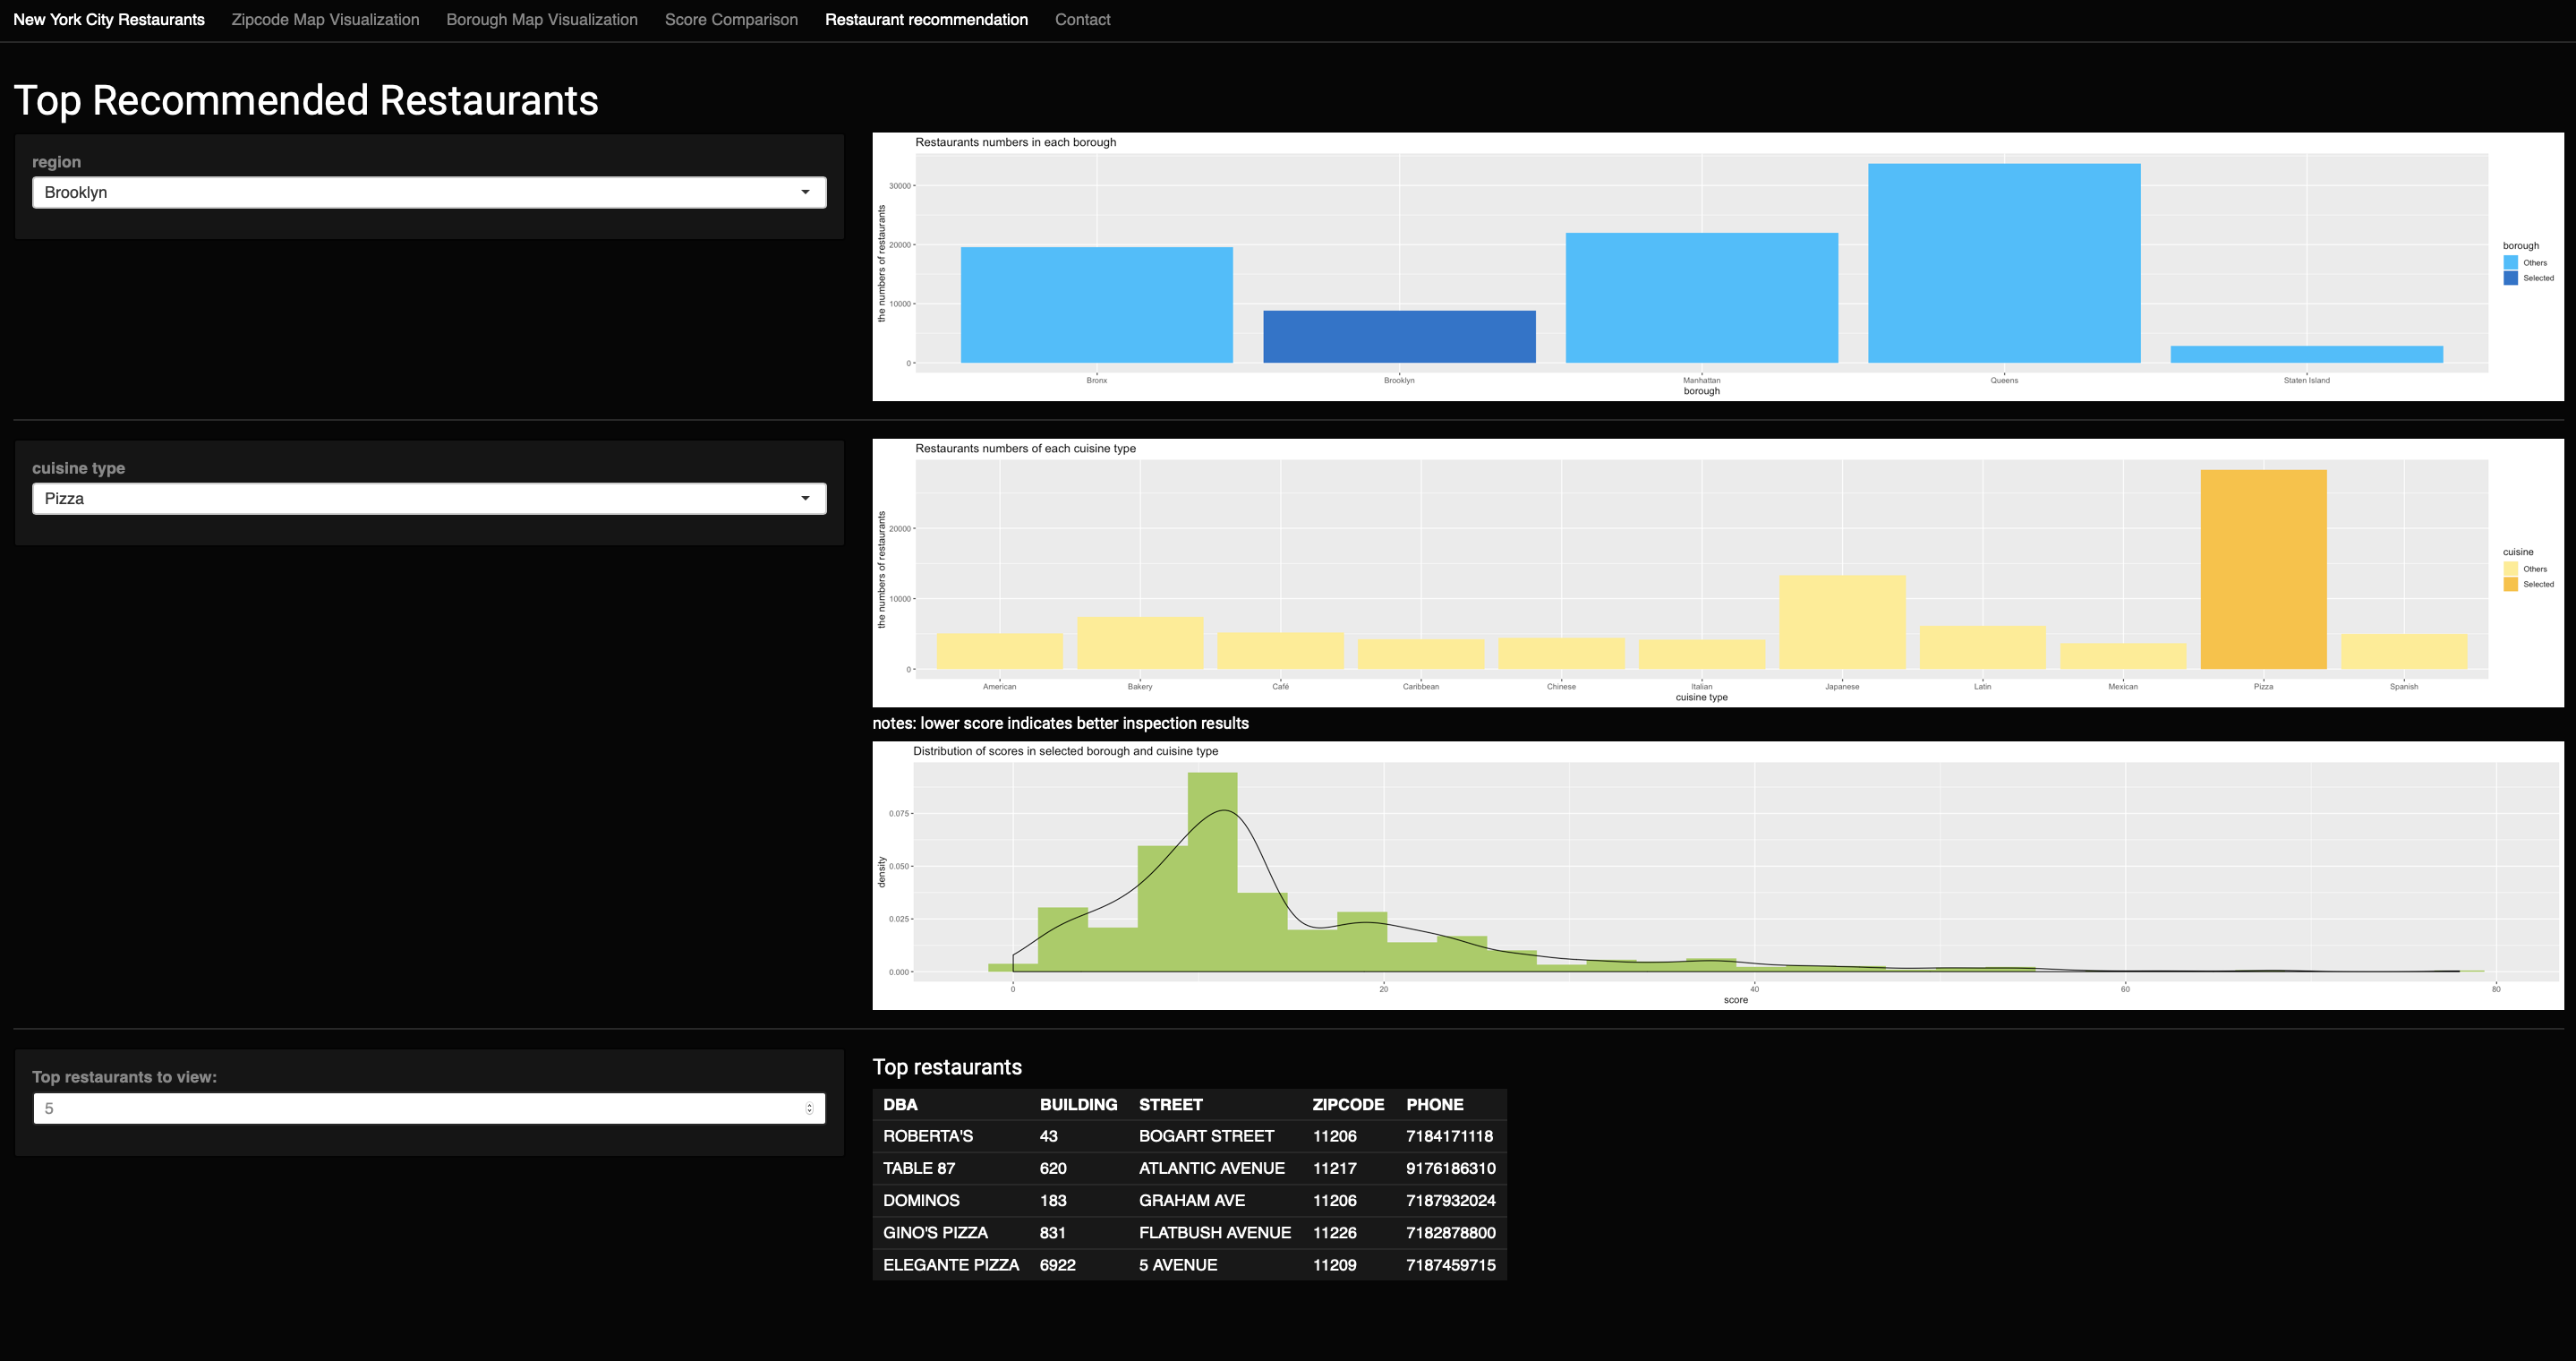 New York City Restaurants Zipcode Map Visualization Borough Map Visualization Score Comparison Restaurant recommendation Contact
Top Recommended Restaurants
region
Brooklyn
Restaurants numbers in each borough
the numbers of restaurants
30000
20000
10000
0
Bronx Brooklyn Manhattan Queens Staten Island
borough
borough
Others
Selected
cuisine type
Pizza
Restaurants numbers of each cuisine type
the numbers of restaurants
20000
10000
0
American Bakery Café Caribbean Chinese Italian Japanese Latin Mexican Pizza Spanish
cuisine type
cuisine
Others
Selected
notes: lower score indicates better inspection results
Distribution of scores in selected borough and cuisine type
density
0.075
0.050
0.025
0.000
0 20 40 60 80
score
Top restaurants to view:
5
Top restaurants
DBA BUILDING STREET ZIPCODE PHONE
ROBERTA'S 43 BOGART STREET 11206 7184171118
TABLE 87 620 ATLANTIC AVENUE 11217 9176186310
DOMINOS 183 GRAHAM AVE 11206 7187932024
GINO'S PIZZA 831 FLATBUSH AVENUE 11226 7182878800
ELEGANTE PIZZA 6922 5 AVENUE 11209 7187459715